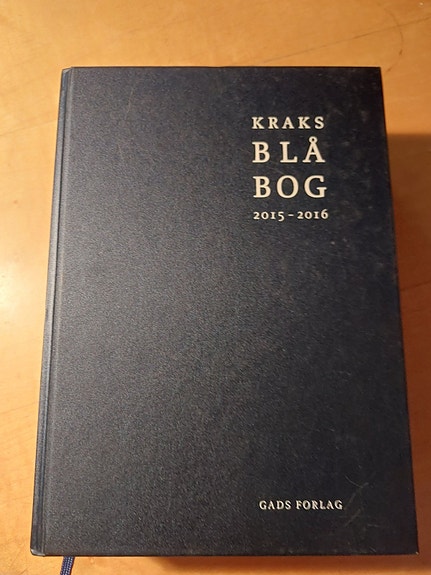 KRAKS
BLÅ
BOG
2015-2016
GADS FORLAG